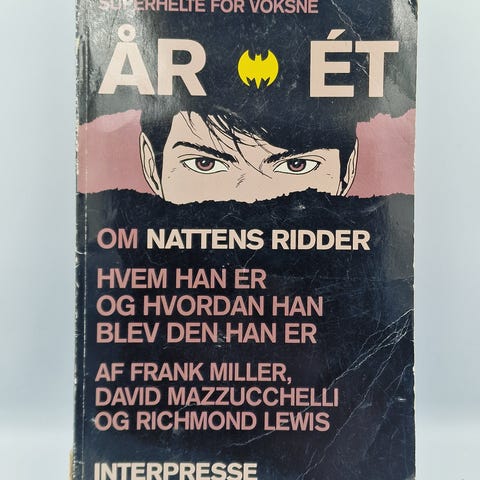 SUPERHELTE FOR VOKSNE
ÅR ÉT
OM NATTENS RIDDER
HVEM HAN ER
OG HVORDAN HAN
BLEV DEN HAN ER
AF FRANK MILLER,
DAVID MAZZUCCHELLI
OG RICHMOND LEWIS
INTERPRESSE